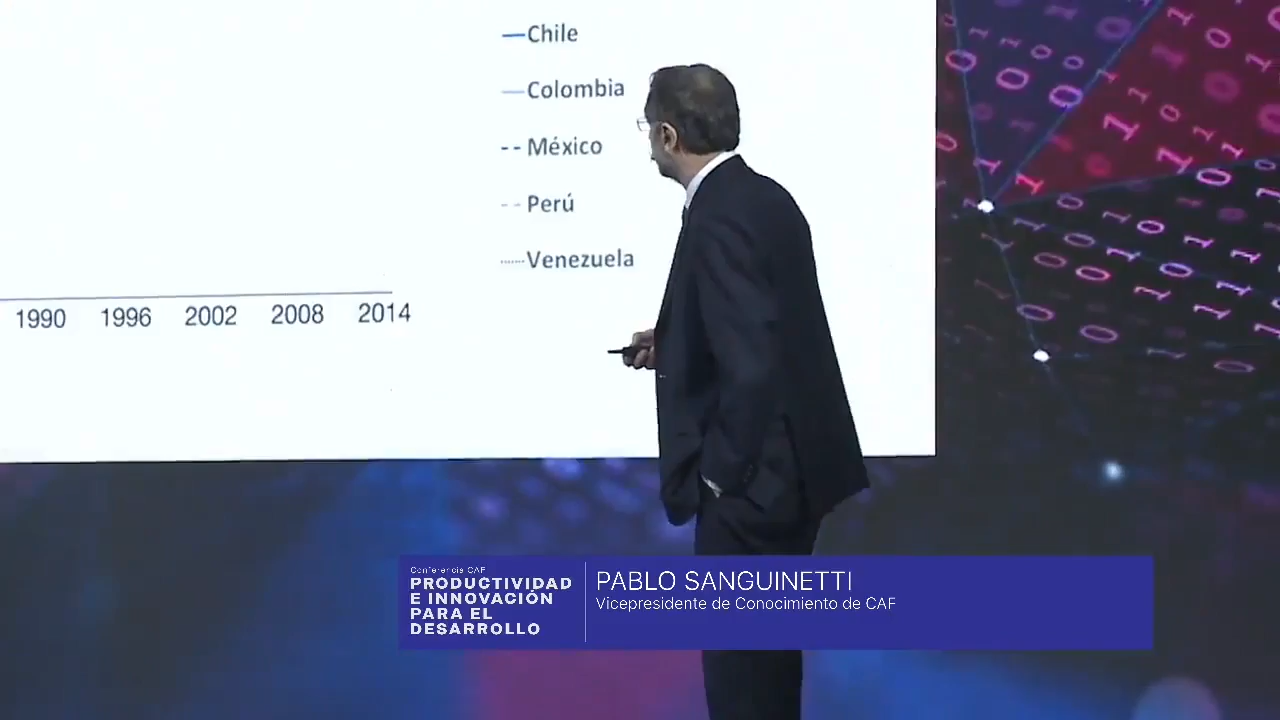 Chile
Colombia
México
Perú
Venezuela
1990 1996 2002 2008 2014
Conferencia CAF
PRODUCTIVIDAD
E INNOVACIÓN
PARA EL
DESARROLLO
PABLO SANGUINETTI
Vicepresidente de Conocimiento de CAF